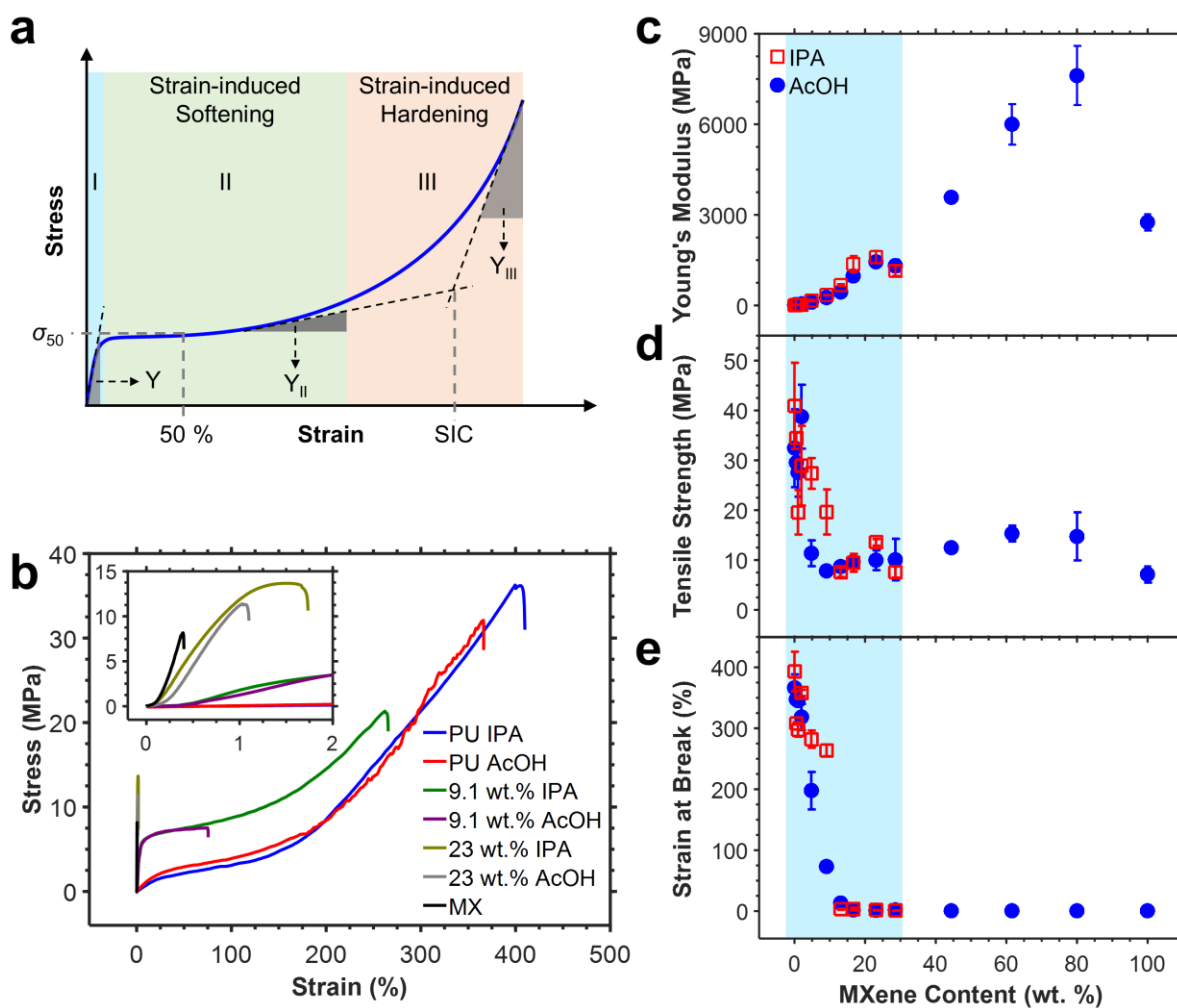 a
Strain-induced
Softening
Strain-induced
Hardening
I
II
III
Stress
σ50
Y
YII
YIII
50 %
Strain
SIC
b
40
30
20
10
0
Stress (MPa)
15
10
5
0
0
1
2
PU IPA
PU AcOH
9.1 wt.% IPA
9.1 wt.% AcOH
23 wt.% IPA
23 wt.% AcOH
MX
0
100
200
300
400
500
Strain (%)
c
9000
6000
3000
0
Young's Modulus (MPa)
IPA
AcOH
d
50
40
30
20
10
0
Tensile Strength (MPa)
e
400
300
200
100
0
Strain at Break (%)
0
20
40
60
80
100
MXene Content (wt. %)